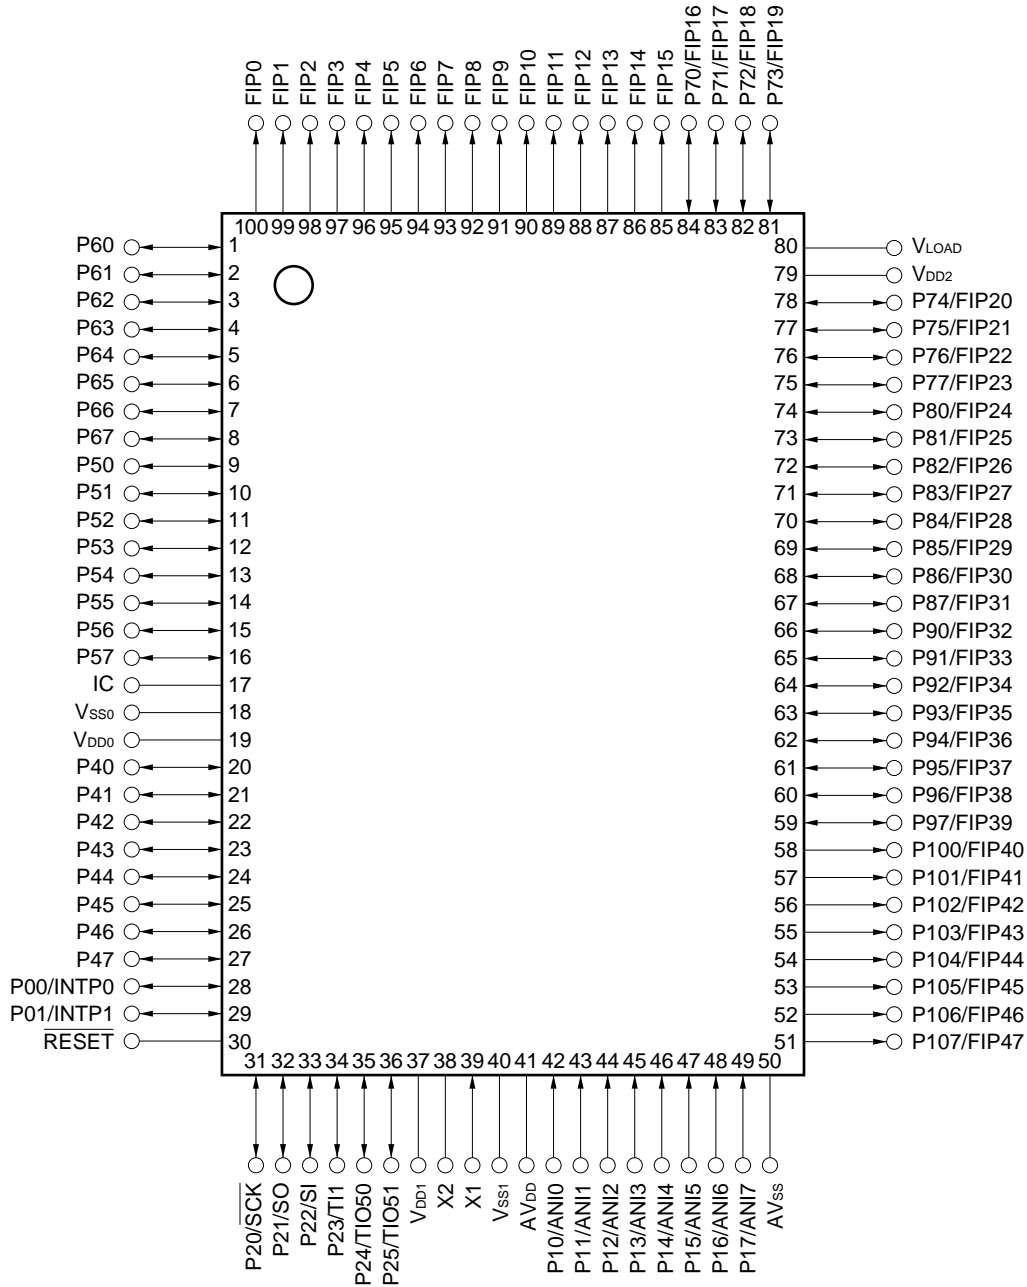 FIP0
FIP1
FIP2
FIP3
FIP4
FIP5
FIP6
FIP7
FIP8
FIP9
FIP10
FIP11
FIP12
FIP13
FIP14
FIP15
P70/FIP16
P71/FIP17
P72/FIP18
P73/FIP19
100 99 98 97 96 95 94 93 92 91 90 89 88 87 86 85 84 83 82 81
P60 1 80 VLOAD
P61 2 79 VDD2
P62 3 78 P74/FIP20
P63 4 77 P75/FIP21
P64 5 76 P76/FIP22
P65 6 75 P77/FIP23
P66 7 74 P80/FIP24
P67 8 73 P81/FIP25
P50 9 72 P82/FIP26
P51 10 71 P83/FIP27
P52 11 70 P84/FIP28
P53 12 69 P85/FIP29
P54 13 68 P86/FIP30
P55 14 67 P87/FIP31
P56 15 66 P90/FIP32
P57 16 65 P91/FIP33
IC 17 64 P92/FIP34
VSS0 18 63 P93/FIP35
VDD0 19 62 P94/FIP36
P40 20 61 P95/FIP37
P41 21 60 P96/FIP38
P42 22 59 P97/FIP39
P43 23 58 P100/FIP40
P44 24 57 P101/FIP41
P45 25 56 P102/FIP42
P46 26 55 P103/FIP43
P47 27 54 P104/FIP44
P00/INTP0 28 53 P105/FIP45
P01/INTP1 29 52 P106/FIP46
RESET 30 51 P107/FIP47
31 32 33 34 35 36 37 38 39 40 41 42 43 44 45 46 47 48 49 50
P20/SCK
P21/SO
P22/SI
P23/TI1
P24/TIO50
P25/TIO51
VDD1
X2
X1
VSS1
AVDD
P10/ANI0
P11/ANI1
P12/ANI2
P13/ANI3
P14/ANI4
P15/ANI5
P16/ANI6
P17/ANI7
AVSS